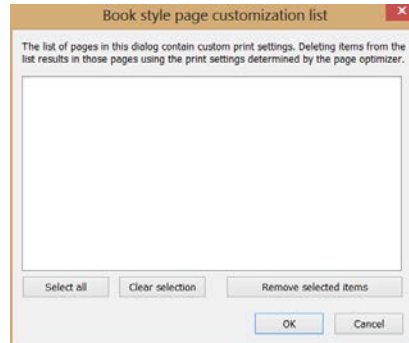 Book style page customization list
The list of pages in this dialog contain custom print settings. Deleting items from the
list results in those pages using the print settings determined by the page optimizer.
Select all Clear selection Remove selected items
OK Cancel